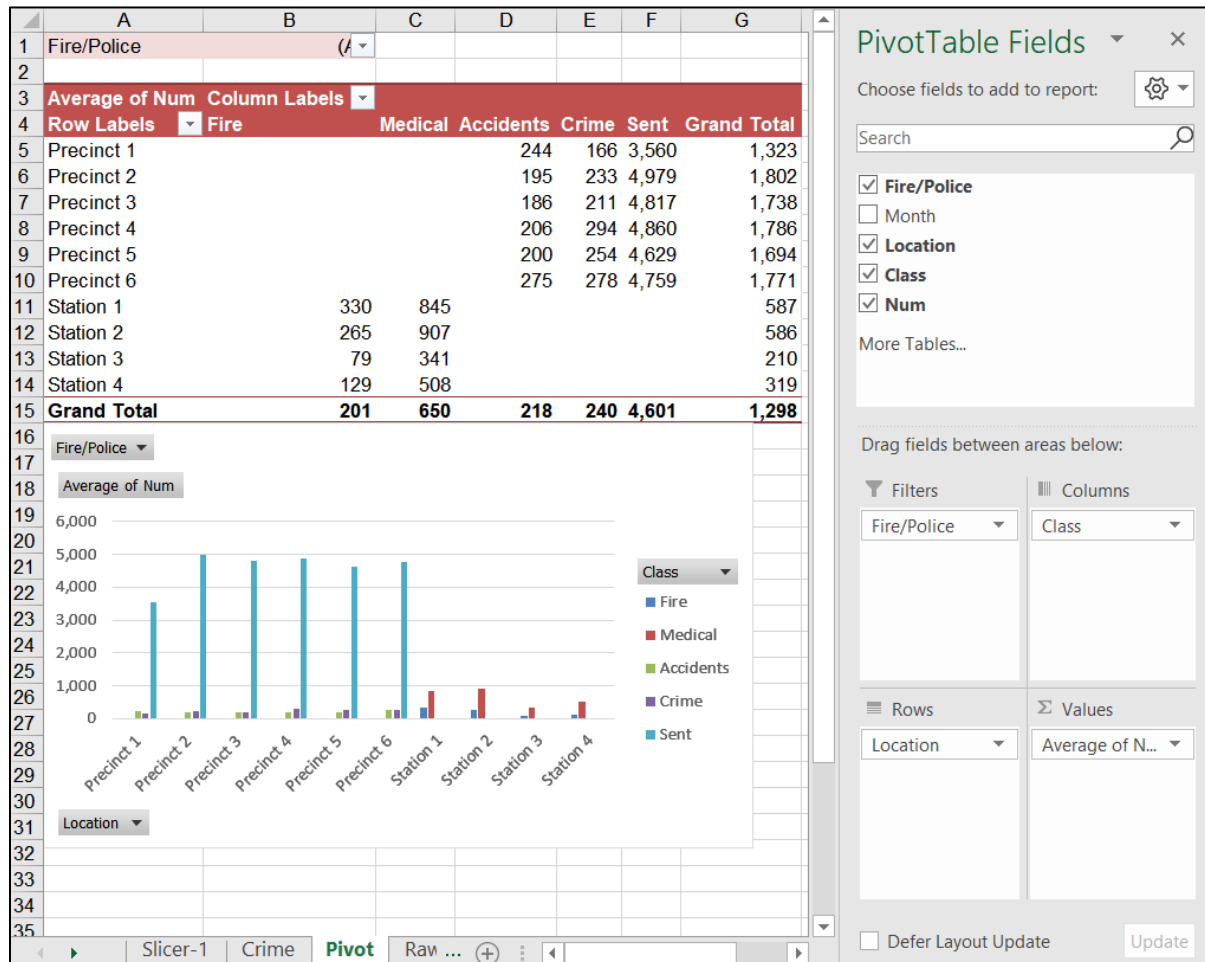 A B C D E F G
1 Fire/Police (A
2
3 Average of Num Column Labels
4 Row Labels Fire Medical Accidents Crime Sent Grand Total
5 Precinct 1 244 166 3,560 1,323
6 Precinct 2 195 233 4,979 1,802
7 Precinct 3 186 211 4,817 1,738
8 Precinct 4 206 294 4,860 1,786
9 Precinct 5 200 254 4,629 1,694
10 Precinct 6 275 278 4,759 1,771
11 Station 1 330 845 587
12 Station 2 265 907 586
13 Station 3 79 341 210
14 Station 4 129 508 319
15 Grand Total 201 650 218 240 4,601 1,298
16
17
18
19
20
21
22
23
24
25
26
27
28
29
30
31
32
33
34
35
Fire/Police
Average of Num
6,000
5,000
4,000
3,000
2,000
1,000
0
Precinct 1
Precinct 2
Precinct 3
Precinct 4
Precinct 5
Precinct 6
Station 1
Station 2
Station 3
Station 4
Class
Fire
Medical
Accidents
Crime
Sent
Location
Slicer-1 Crime Pivot Raw ...
PivotTable Fields
Choose fields to add to report:
Search
Fire/Police
Month
Location
Class
Num
More Tables...
Drag fields between areas below:
Filters
Fire/Police
Columns
Class
Rows
Location
Σ Values
Average of N...
Defer Layout Update
Update